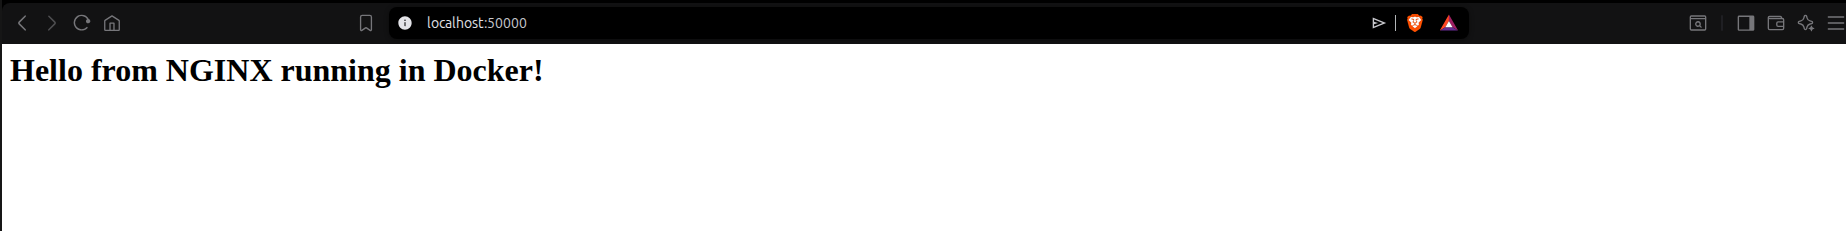 localhost:50000
Hello from NGINX running in Docker!